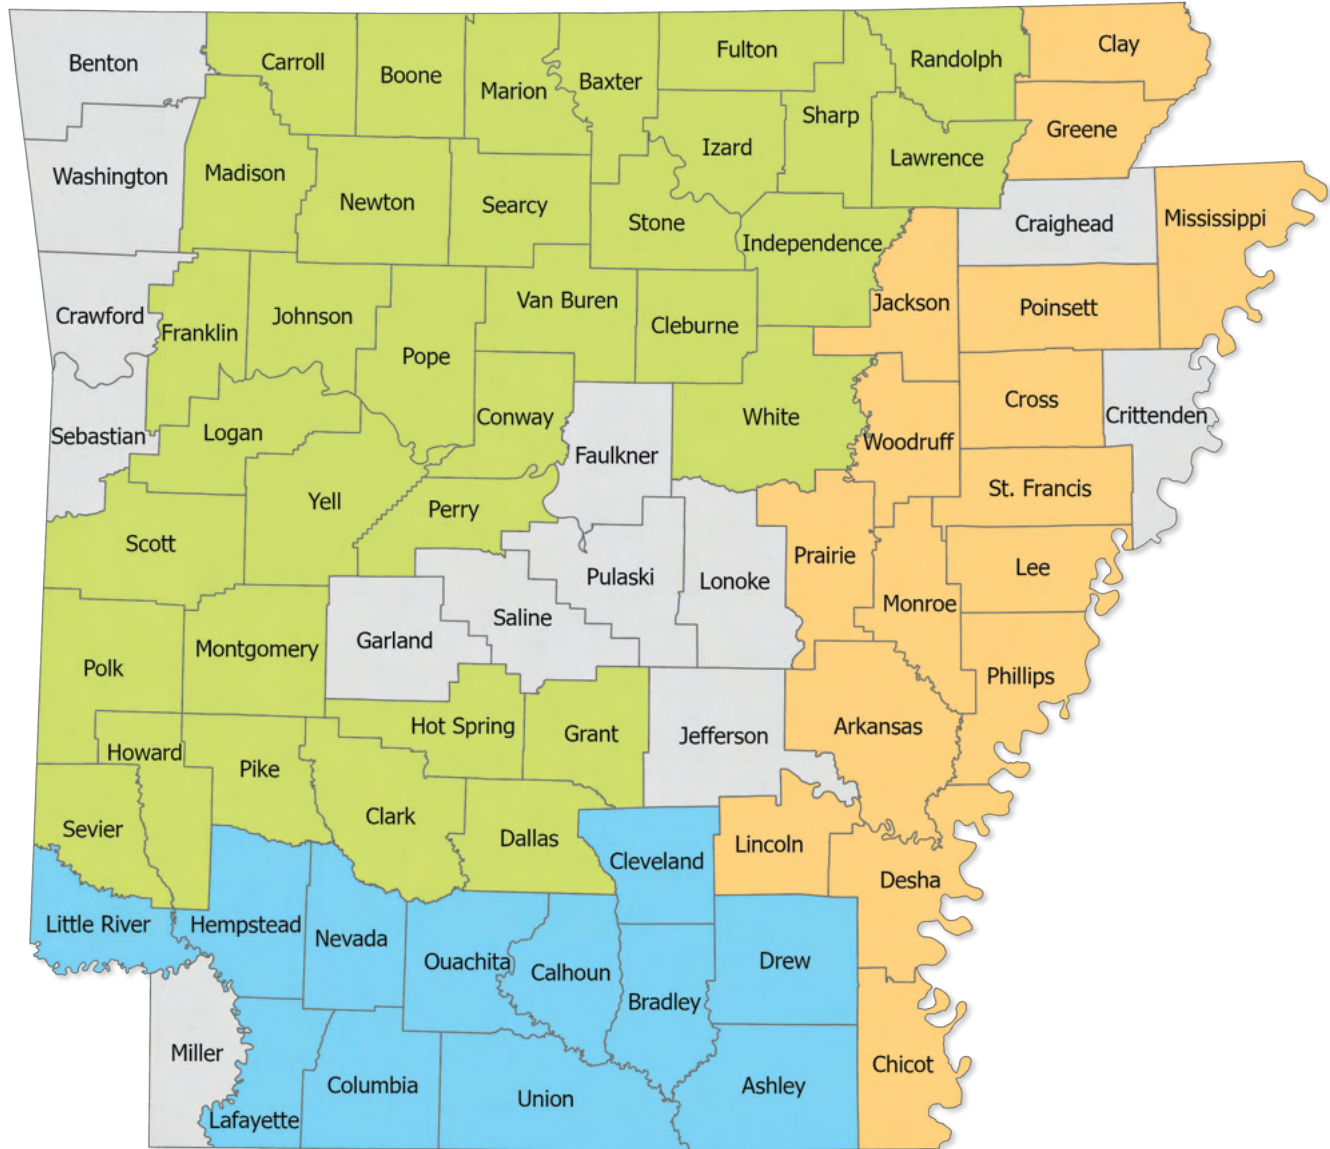 Benton
Carroll
Boone
Marion
Baxter
Fulton
Randolph
Clay
Sharp
Greene
Izard
Lawrence
Washington
Madison
Newton
Searcy
Stone
Independence
Craighead
Mississippi
Crawford
Franklin
Johnson
Pope
Van Buren
Cleburne
Jackson
Poinsett
Sebastian
Logan
Conway
White
Cross
Crittenden
Faulkner
Woodruff
Yell
Perry
St. Francis
Scott
Pulaski
Lonoke
Prairie
Lee
Monroe
Garland
Saline
Polk
Montgomery
Phillips
Howard
Hot Spring
Grant
Jefferson
Arkansas
Pike
Sevier
Clark
Dallas
Cleveland
Lincoln
Desha
Little River
Hempstead
Nevada
Ouachita
Calhoun
Drew
Bradley
Miller
Columbia
Union
Ashley
Chicot
Lafayette